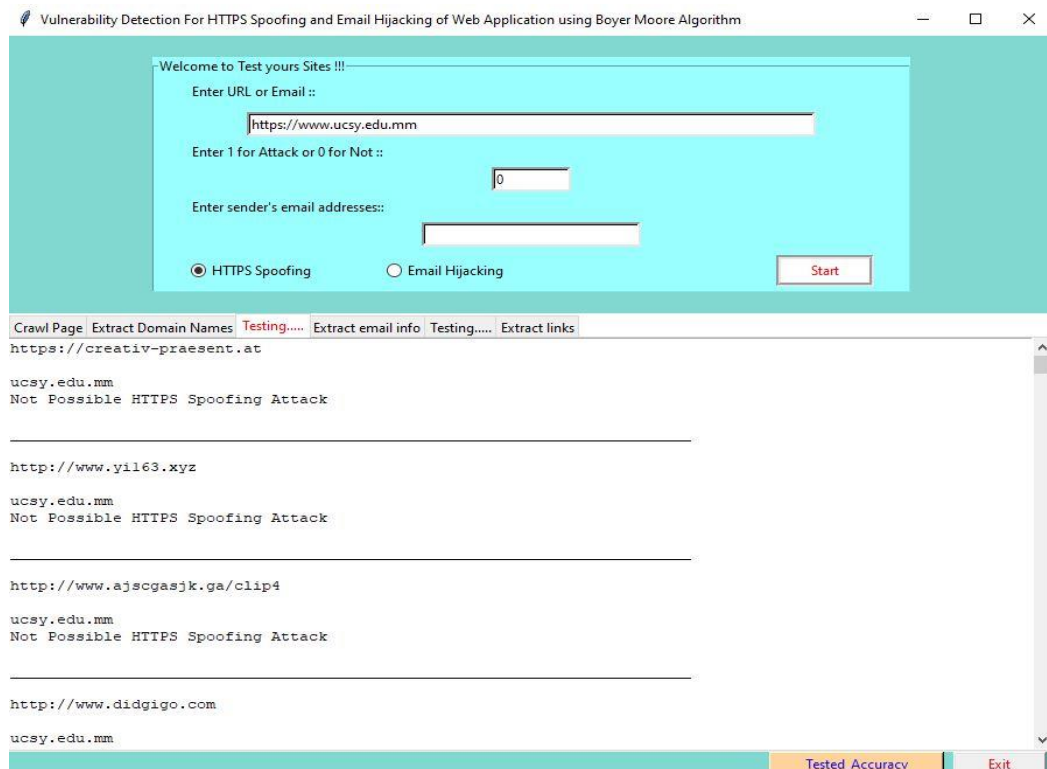 Vulnerability Detection For HTTPS Spoofing and Email Hijacking of Web Application using Boyer Moore Algorithm
Welcome to Test yours Sites !!!
Enter URL or Email ::
https://www.ucsy.edu.mm
Enter 1 for Attack or 0 for Not ::
0
Enter sender's email addresses::
HTTPS Spoofing Email Hijacking Start
Crawl Page Extract Domain Names Testing..... Extract email info Testing..... Extract links
https://creativ-praesent.at
ucsy.edu.mm
Not Possible HTTPS Spoofing Attack
http://www.yi163.xyz
ucsy.edu.mm
Not Possible HTTPS Spoofing Attack
http://www.ajscgasjk.ga/clip4
ucsy.edu.mm
Not Possible HTTPS Spoofing Attack
http://www.didgigo.com
ucsy.edu.mm
Tested Accuracy Exit